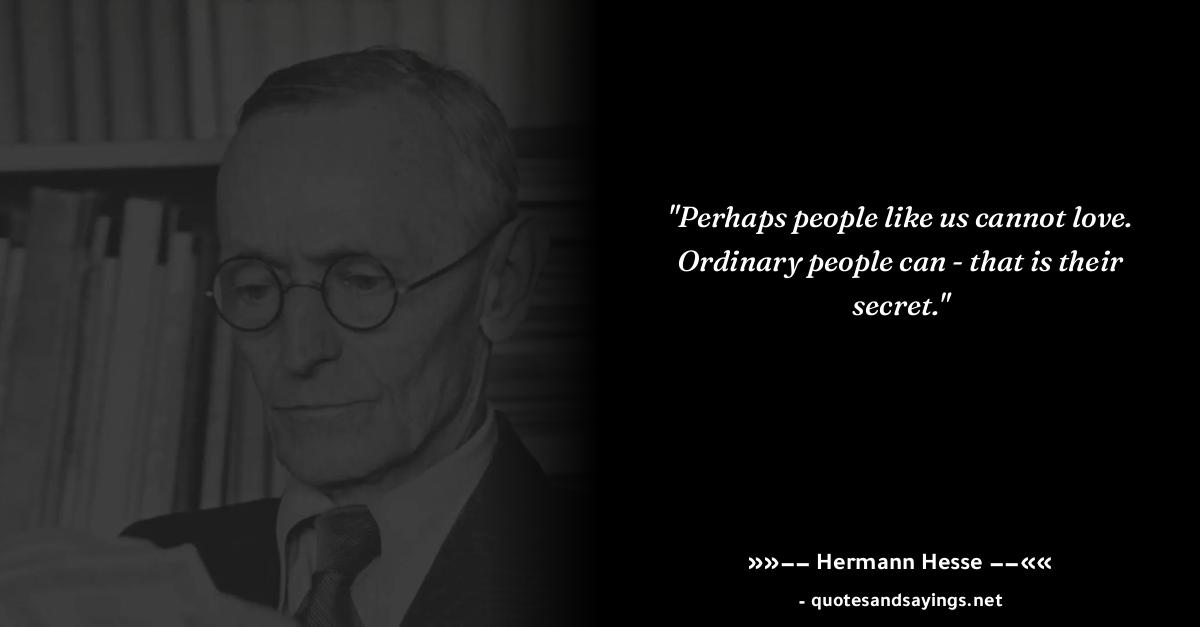 "Perhaps people like us cannot love.
Ordinary people can - that is their
secret."
»»−− Hermann Hesse −−««
- quotesandsayings.net